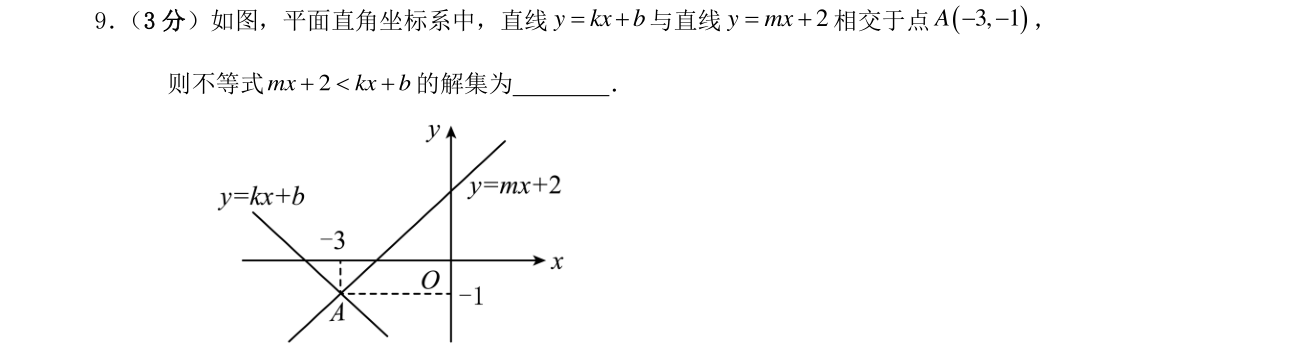 9.（3 分）如图，平面直角坐标系中，直线 y = kx + b 与直线 y = mx + 2 相交于点 A(−3,−1)，
则不等式 mx + 2 < kx + b 的解集为________.
y
y=kx+b
y=mx+2
−3
x
O
−1
A